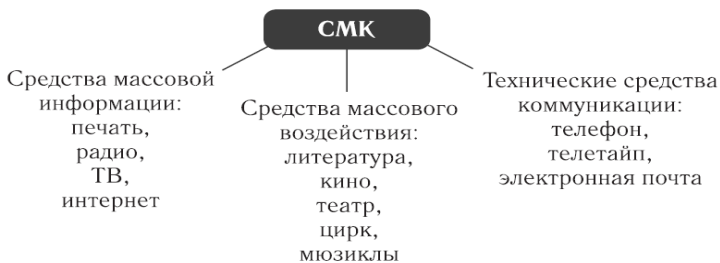 СМК
Средства массовой
информации:
печать,
радио,
ТВ,
интернет
Средства массового
воздействия:
литература,
кино,
театр,
цирк,
мюзиклы
Технические средства
коммуникации:
телефон,
телетайп,
электронная почта